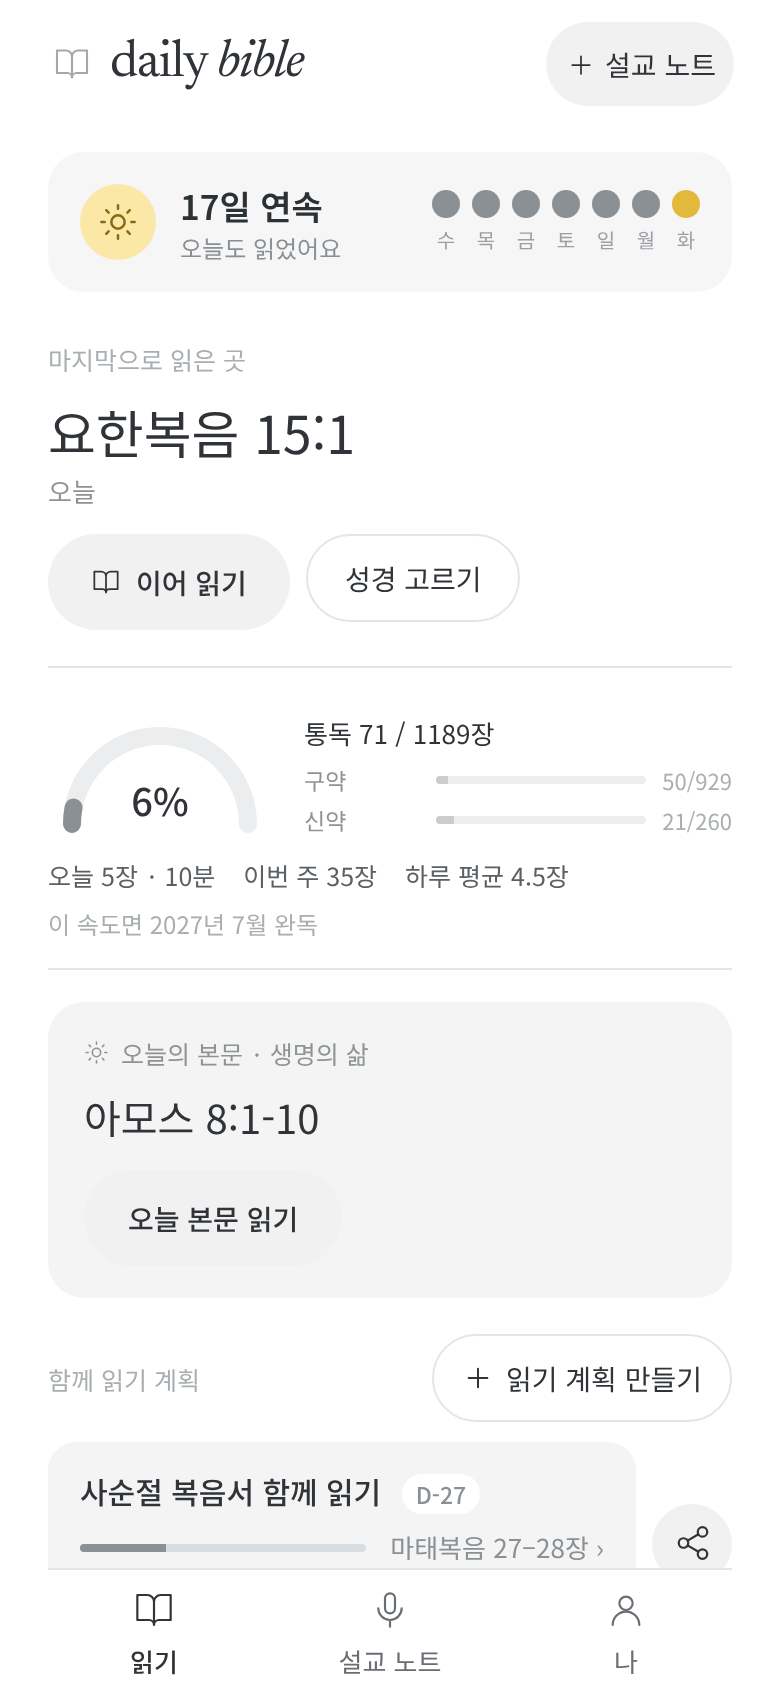 daily bible
+ 설교 노트
17일 연속
오늘도 읽었어요
수 목 금 토 일 월 화
마지막으로 읽은 곳
요한복음 15:1
오늘
이어 읽기
성경 고르기
6%
통독 71 / 1189장
구약 50/929
신약 21/260
오늘 5장 · 10분 이번 주 35장 하루 평균 4.5장
이 속도면 2027년 7월 완독
오늘의 본문 · 생명의 삶
아모스 8:1-10
오늘 본문 읽기
함께 읽기 계획
+ 읽기 계획 만들기
사순절 복음서 함께 읽기 D-27
마태복음 27–28장 ›
읽기 설교 노트 나